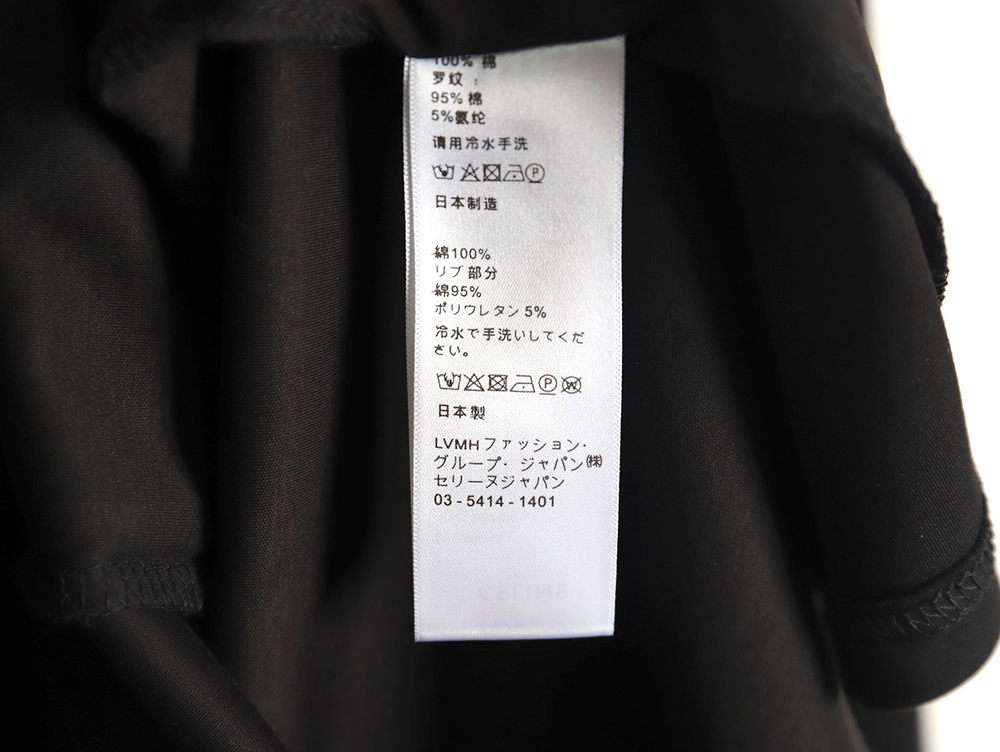 100% 棉
罗纹：
95% 棉
5%氨纶
请用冷水手洗
P
日本制造
綿100%
リブ部分
綿95%
ポリウレタン 5%
冷水で手洗いしてくだ
さい。
P W
日本製
LVMHファッション·
グループ· ジャパン㈱
セリーヌジャパン
03 - 5414 - 1401
CELINE